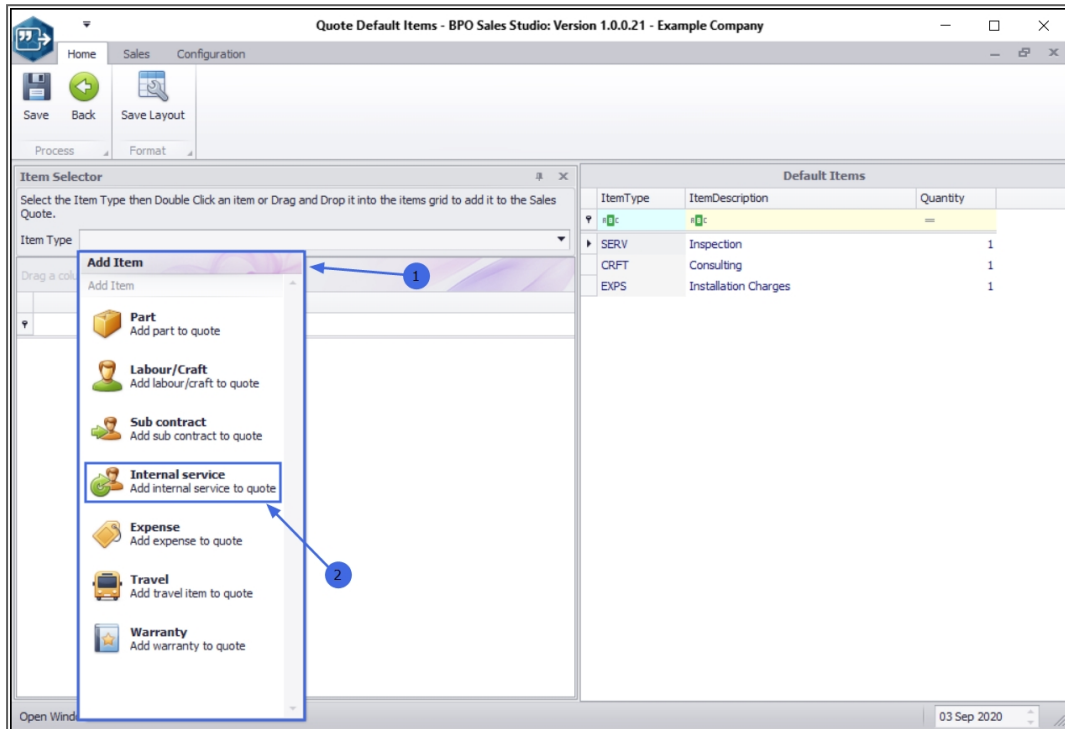 Quote Default Items - BPO Sales Studio: Version 1.0.0.21 - Example Company
Home Sales Configuration
Save Back Save Layout
Process Format
Item Selector
Select the Item Type then Double Click an item or Drag and Drop it into the items grid to add it to the Sales
Quote.
Item Type
Drag a colu
Add Item
Add Item
Part
Add part to quote
Labour/Craft
Add labour/craft to quote
Sub contract
Add sub contract to quote
Internal service
Add internal service to quote
Expense
Add expense to quote
Travel
Add travel item to quote
Warranty
Add warranty to quote
1
2
Default Items
ItemType ItemDescription Quantity
=
SERV Inspection 1
CRFT Consulting 1
EXPS Installation Charges 1
Open Wind
03 Sep 2020